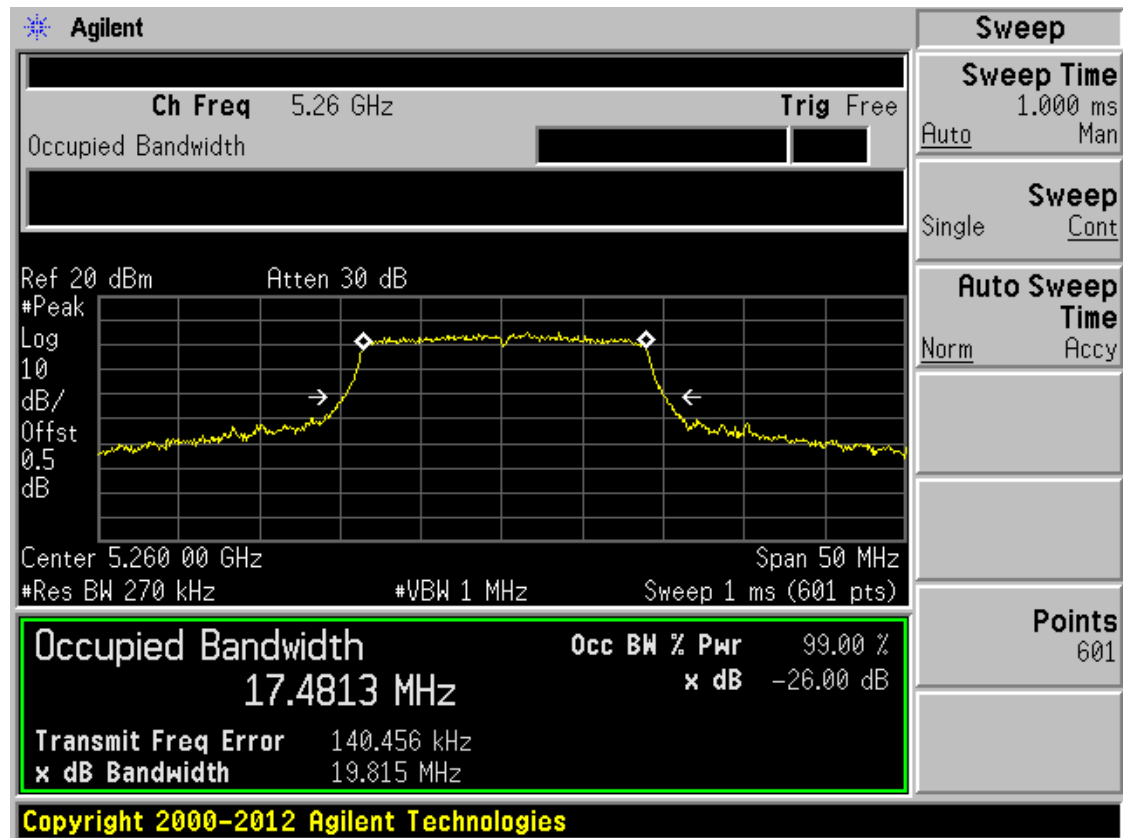 Agilent
Ch Freq 5.26 GHz Trig Free
Occupied Bandwidth
Ref 20 dBm Atten 30 dB
#Peak
Log
10
dB/
Offst
0.5
dB
Center 5.260 00 GHz Span 50 MHz
#Res BW 270 kHz #VBW 1 MHz Sweep 1 ms (601 pts)
Occupied Bandwidth
17.4813 MHz
Occ BW % Pwr 99.00 %
x dB -26.00 dB
Transmit Freq Error 140.456 kHz
x dB Bandwidth 19.815 MHz
Copyright 2000-2012 Agilent Technologies
Sweep
Sweep Time
1.000 ms
Auto Man
Sweep
Single Cont
Auto Sweep
Time
Norm Accy
Points
601